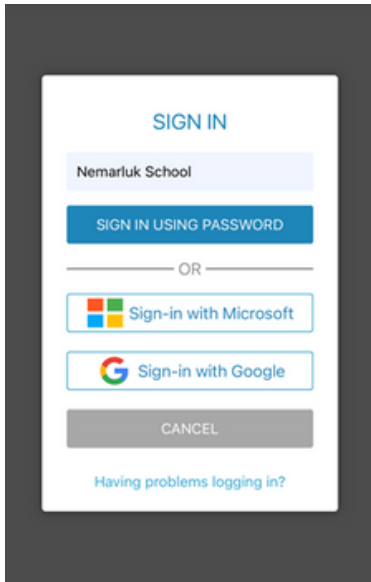 SIGN IN
Nemarluk School
SIGN IN USING PASSWORD
OR
Sign-in with Microsoft
Sign-in with Google
CANCEL
Having problems logging in?